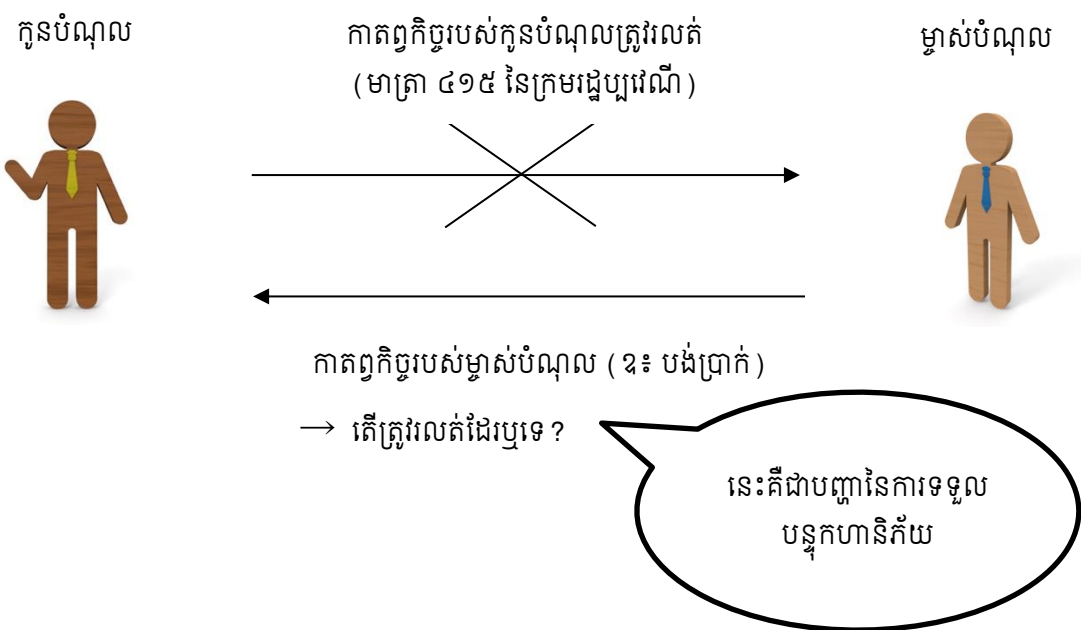 កូនបំណុល
កាតព្វកិច្ចរបស់កូនបំណុលត្រូវរលត់
(មាត្រា ៤១៥ នៃក្រមរដ្ឋប្បវេណី)
ម្ចាស់បំណុល
កាតព្វកិច្ចរបស់ម្ចាស់បំណុល (ឧ៖ បង់ប្រាក់)
→ តើត្រូវរលត់ដែរឬទេ?
នេះគឺជាបញ្ហានៃការទទួល
បន្ទុកហានិភ័យ